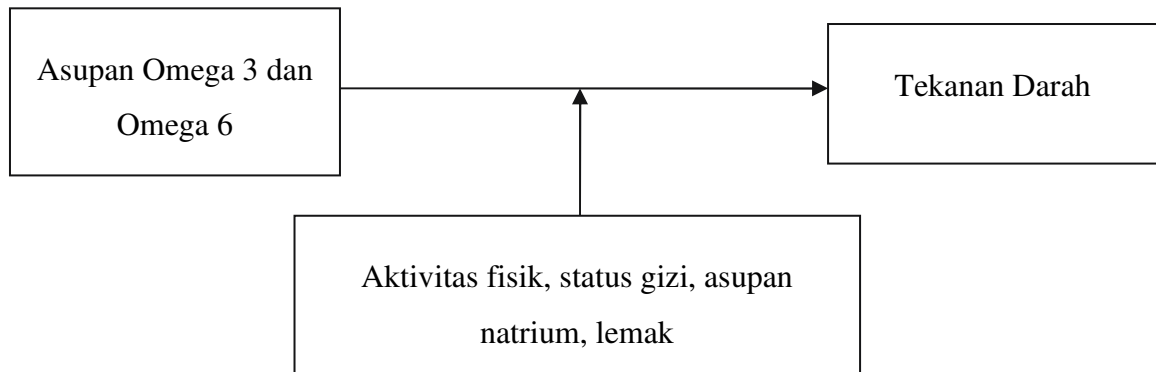 Asupan Omega 3 dan
Omega 6
Tekanan Darah
Aktivitas fisik, status gizi, asupan
natrium, lemak